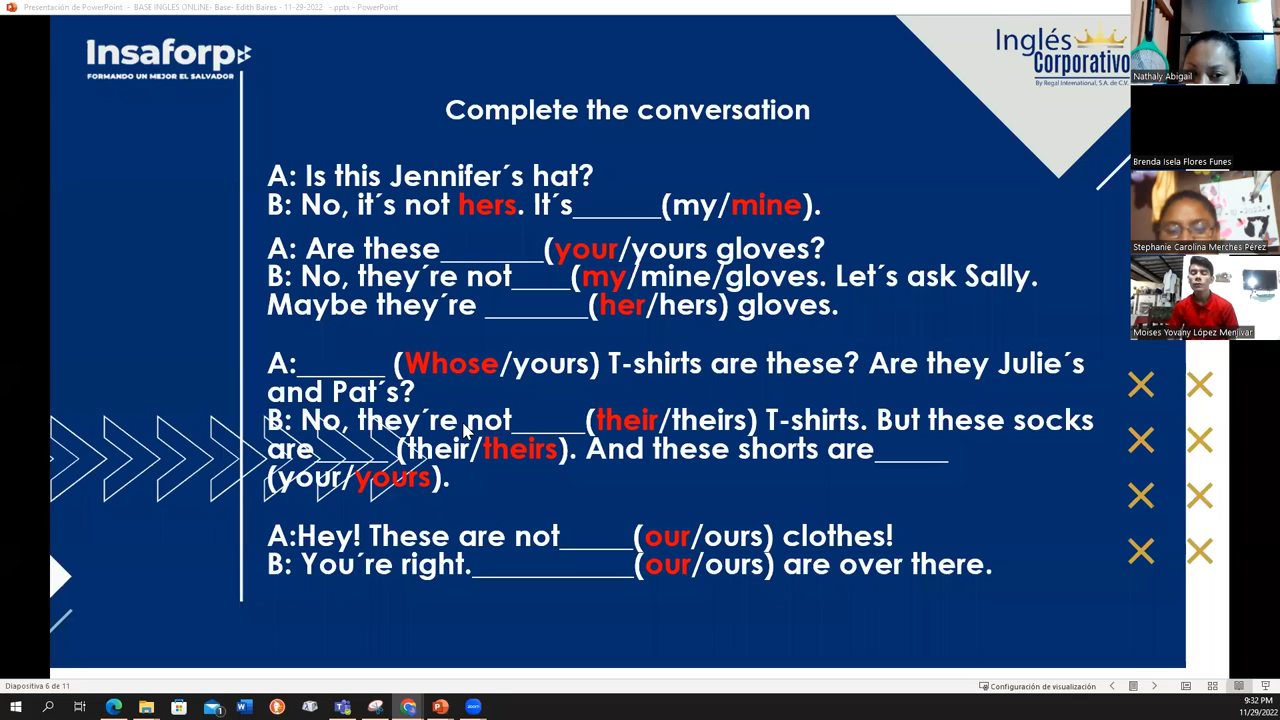 Presentación de PowerPoint - BASE INGLES ONLINE- Base- Edith Baires - 11-29-2022 -.pptx - PowerPoint
Insaforp
FORMANDO UN MEJOR EL SALVADOR
Inglés
Corporativo
By Regal International, S.A. de C.V.
Complete the conversation
A: Is this Jennifer´s hat?
B: No, it´s not hers. It´s______(my/mine).
A: Are these_______(your/yours gloves?
B: No, they´re not____(my/mine/gloves. Let´s ask Sally.
Maybe they´re _______(her/hers) gloves.
A:______ (Whose/yours) T-shirts are these? Are they Julie´s
and Pat´s?
B: No, they´re not_____(their/theirs) T-shirts. But these socks
are_____ (their/theirs). And these shorts are_____
(your/yours).
A:Hey! These are not_____(our/ours) clothes!
B: You´re right.___________(our/ours) are over there.
Nathaly Abigail
Brenda Isela Flores Funes
Stephanie Carolina Merches Pérez
Moises Yovany López Menjivar
Diapositiva 6 de 11
Configuración de visualización
9:32 PM
11/29/2022